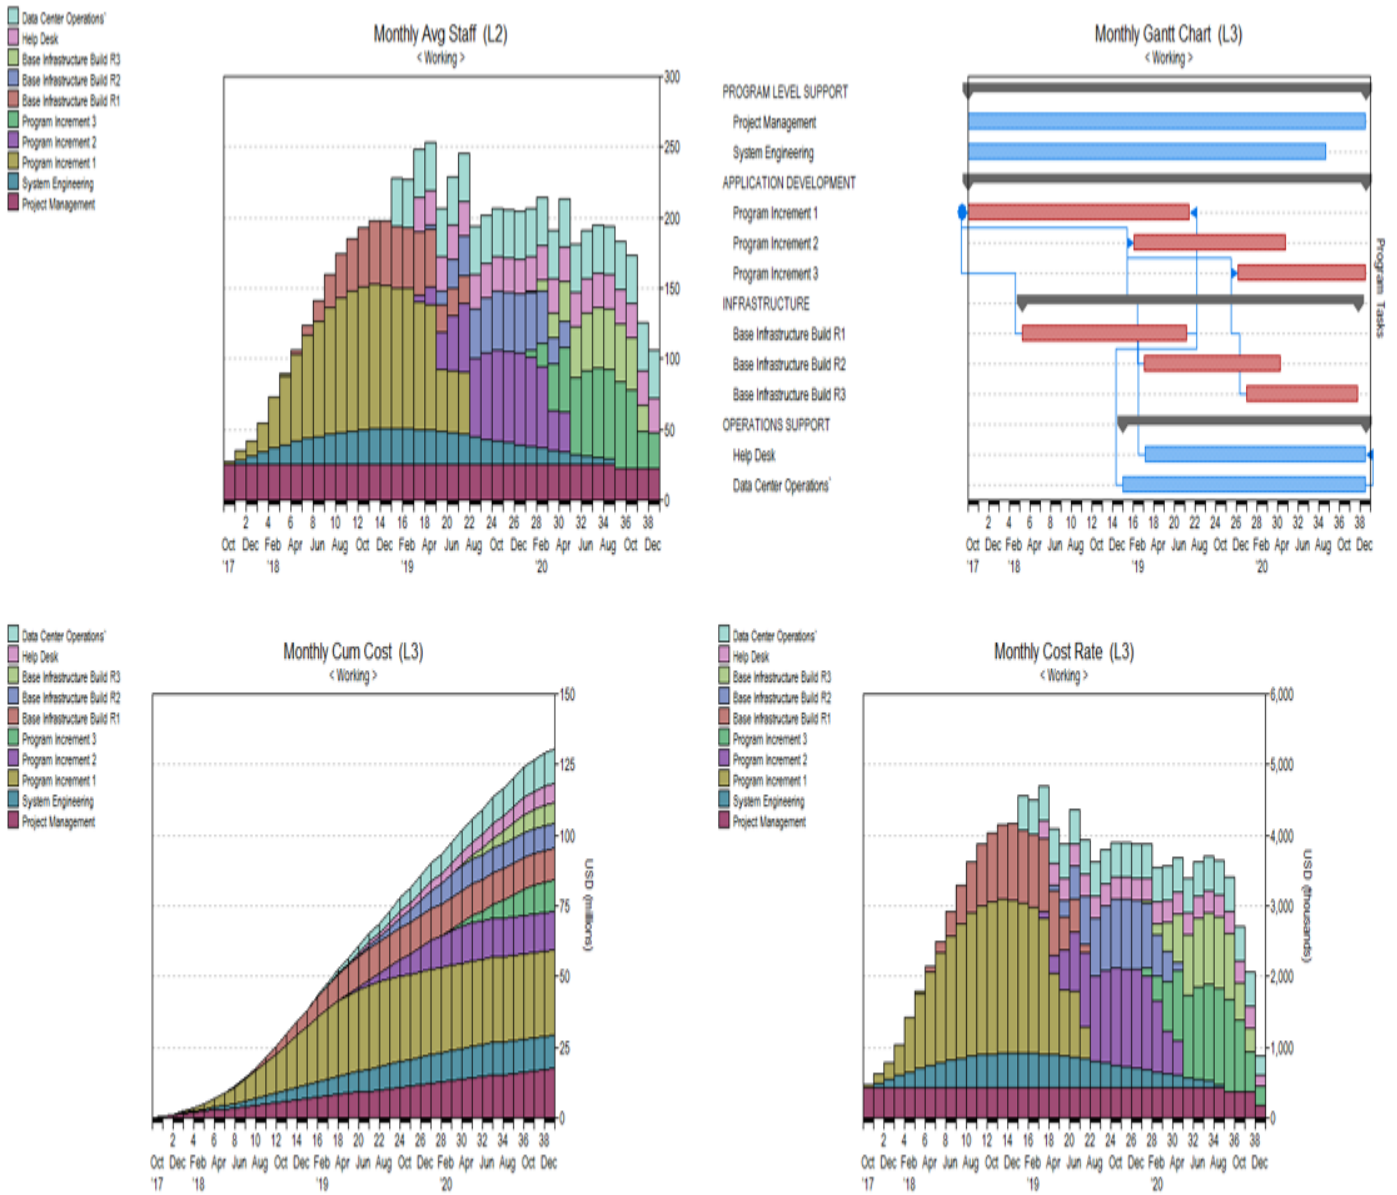 Data Center Operations`
Help Desk
Base Infrastructure Build R3
Base Infrastructure Build R2
Base Infrastructure Build R1
Program Increment 3
Program Increment 2
Program Increment 1
System Engineering
Project Management
Monthly Avg Staff (L2)
< Working >
300
250
200
150
100
50
0
2 4 6 8 10 12 14 16 18 20 22 24 26 28 30 32 34 36 38
Oct Dec Feb Apr Jun Aug Oct Dec Feb Apr Jun Aug Oct Dec Feb Apr Jun Aug Oct Dec
'17 '18 '19 '20
Monthly Gantt Chart (L3)
< Working >
PROGRAM LEVEL SUPPORT
Project Management
System Engineering
APPLICATION DEVELOPMENT
Program Increment 1
Program Increment 2
Program Increment 3
INFRASTRUCTURE
Base Infrastructure Build R1
Base Infrastructure Build R2
Base Infrastructure Build R3
OPERATIONS SUPPORT
Help Desk
Data Center Operations`
Program Tasks
2 4 6 8 10 12 14 16 18 20 22 24 26 28 30 32 34 36 38
Oct Dec Feb Apr Jun Aug Oct Dec Feb Apr Jun Aug Oct Dec Feb Apr Jun Aug Oct Dec
'17 '18 '19 '20
Data Center Operations`
Help Desk
Base Infrastructure Build R3
Base Infrastructure Build R2
Base Infrastructure Build R1
Program Increment 3
Program Increment 2
Program Increment 1
System Engineering
Project Management
Monthly Cum Cost (L3)
< Working >
150
125
100
75
50
25
0
USD (millions)
2 4 6 8 10 12 14 16 18 20 22 24 26 28 30 32 34 36 38
Oct Dec Feb Apr Jun Aug Oct Dec Feb Apr Jun Aug Oct Dec Feb Apr Jun Aug Oct Dec
'17 '18 '19 '20
Data Center Operations`
Help Desk
Base Infrastructure Build R3
Base Infrastructure Build R2
Base Infrastructure Build R1
Program Increment 3
Program Increment 2
Program Increment 1
System Engineering
Project Management
Monthly Cost Rate (L3)
< Working >
6,000
5,000
4,000
3,000
2,000
1,000
0
USD (thousands)
2 4 6 8 10 12 14 16 18 20 22 24 26 28 30 32 34 36 38
Oct Dec Feb Apr Jun Aug Oct Dec Feb Apr Jun Aug Oct Dec Feb Apr Jun Aug Oct Dec
'17 '18 '19 '20